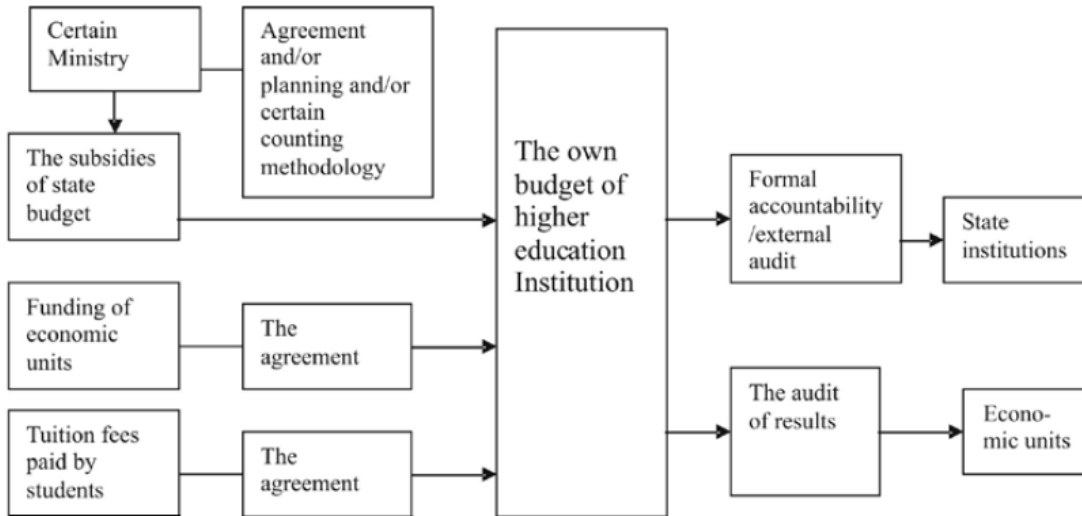 Certain
Ministry
Agreement
and/or
planning and/or
certain
counting
methodology
The subsidies
of state
budget
Funding of
economic
units
The
agreement
Tuition fees
paid by
students
The
agreement
The own
budget of
higher
education
Institution
Formal
accountability
/external
audit
State
institutions
The audit
of results
Econo-
mic units